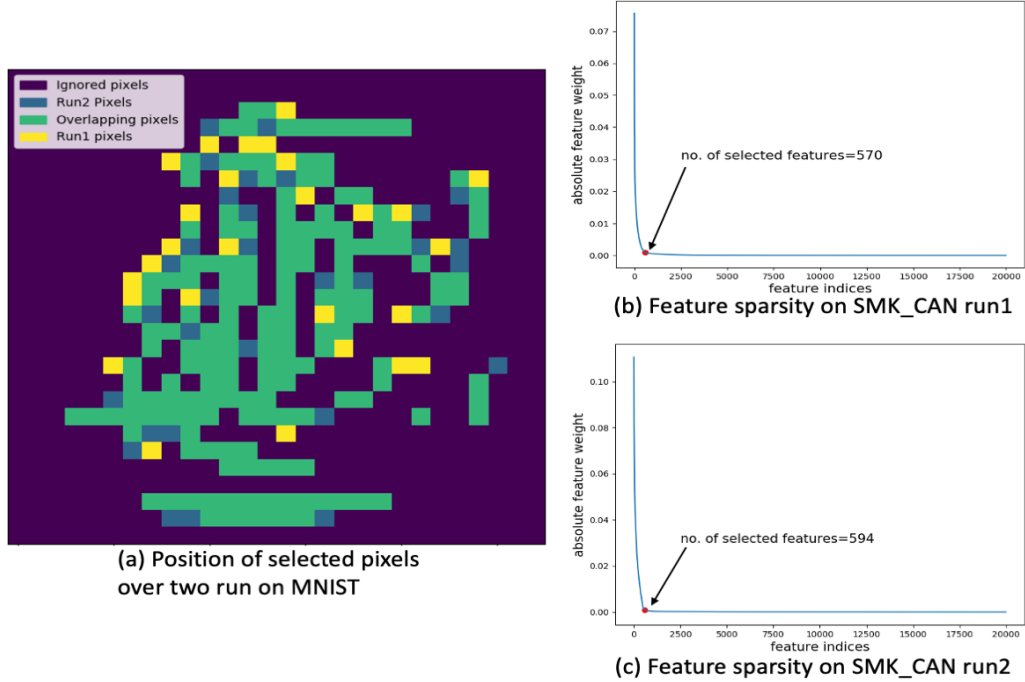 Ignored pixels
Run2 Pixels
Overlapping pixels
Run1 pixels
(a) Position of selected pixels
over two run on MNIST
0.07
0.06
0.05
0.04
0.03
0.02
0.01
0.00
absolute feature weight
no. of selected features=570
0 2500 5000 7500 10000 12500 15000 17500 20000
feature indices
(b) Feature sparsity on SMK_CAN run1
0.10
0.08
0.06
0.04
0.02
0.00
absolute feature weight
no. of selected features=594
0 2500 5000 7500 10000 12500 15000 17500 20000
feature indices
(c) Feature sparsity on SMK_CAN run2